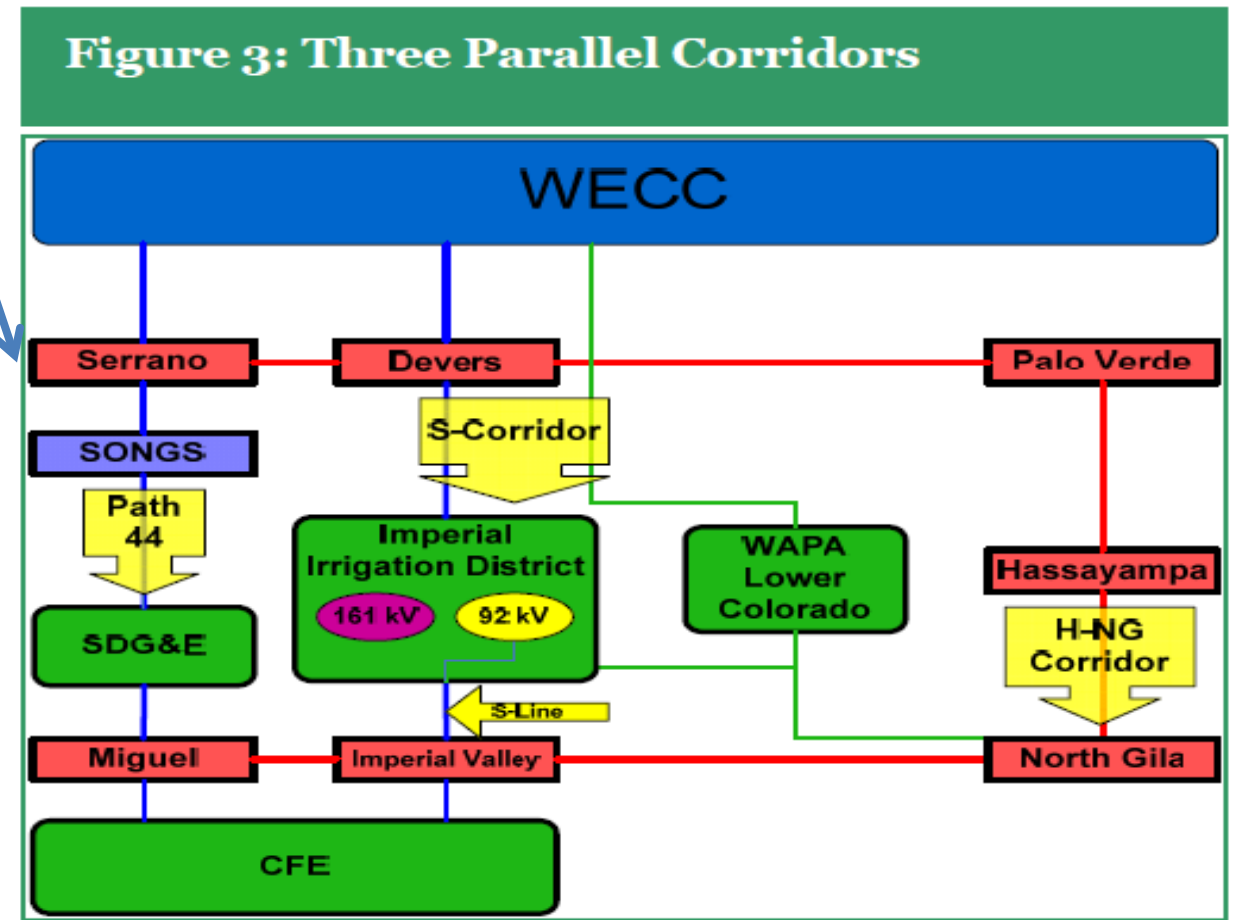 Figure 3: Three Parallel Corridors
WECC
Serrano
Devers
Palo Verde
SONGS
S-Corridor
Path
44
Imperial
Irrigation District
161 kV
92 kV
WAPA
Lower
Colorado
Hassayampa
H-NG
Corridor
SDG&E
S-Line
Miguel
Imperial Valley
North Gila
CFE